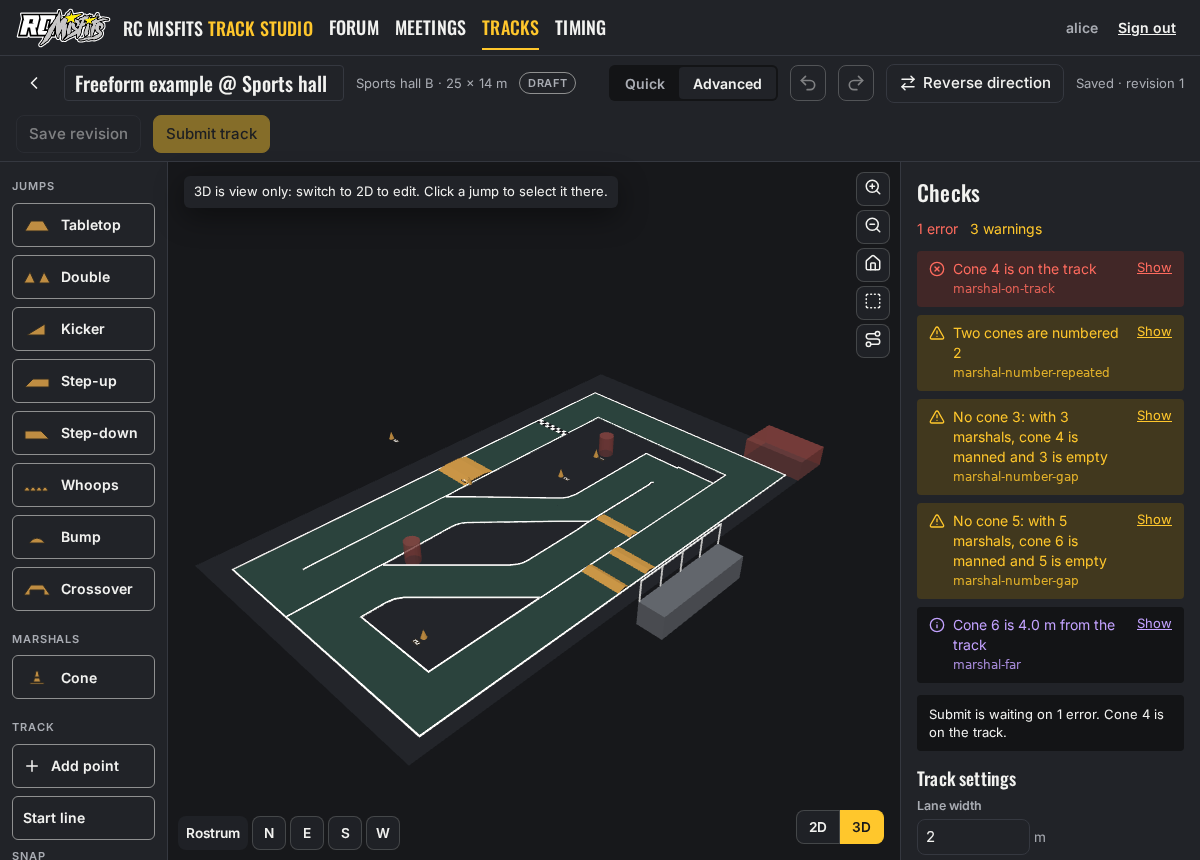 RC Misfits
RC MISFITS TRACK STUDIO
FORUM
MEETINGS
TRACKS
TIMING
alice
Sign out
Freeform example @ Sports hall
Sports hall B · 25 × 14 m
DRAFT
Quick
Advanced
Reverse direction
Saved · revision 1
Save revision
Submit track
JUMPS
Tabletop
Double
Kicker
Step-up
Step-down
Whoops
Bump
Crossover
MARSHALS
Cone
TRACK
Add point
Start line
SNAP
3D is view only: switch to 2D to edit. Click a jump to select it there.
Rostrum
N
E
S
W
2D
3D
Checks
1 error 3 warnings
Cone 4 is on the track
Show
marshal-on-track
Two cones are numbered
2
Show
marshal-number-repeated
No cone 3: with 3
marshals, cone 4 is
manned and 3 is empty
Show
marshal-number-gap
No cone 5: with 5
marshals, cone 6 is
manned and 5 is empty
Show
marshal-number-gap
Cone 6 is 4.0 m from the
track
Show
marshal-far
Submit is waiting on 1 error. Cone 4 is
on the track.
Track settings
Lane width
2 m